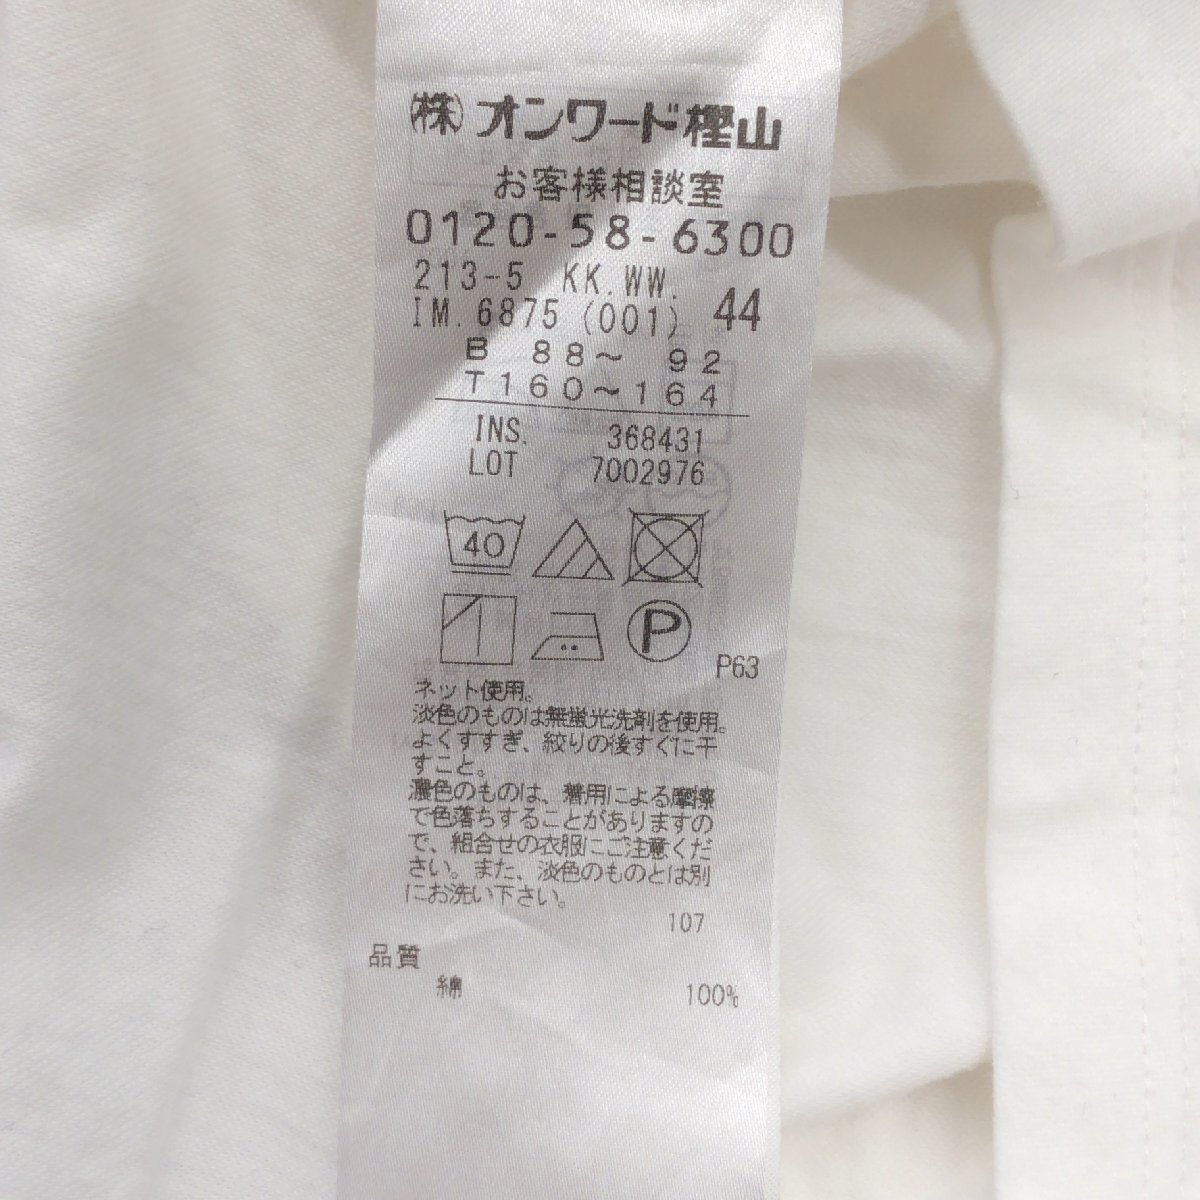 ㈱オンワード樫山
お客様相談室
0120-58-6300
213-5 KK.WW.
IM.6875(001) 44
B 88〜 92
T160〜164
INS. 368431
LOT 7002976
40
P
P63
ネット使用。
淡色のものは無蛍光洗剤を使用。
よくすすぎ、絞りの後すぐに干
すこと。
濃色のものは、着用による摩擦
で色落ちすることがありますの
で、組合せの衣服にご注意くだ
さい。また、淡色のものとは別
にお洗い下さい。
107
品質
綿 100%